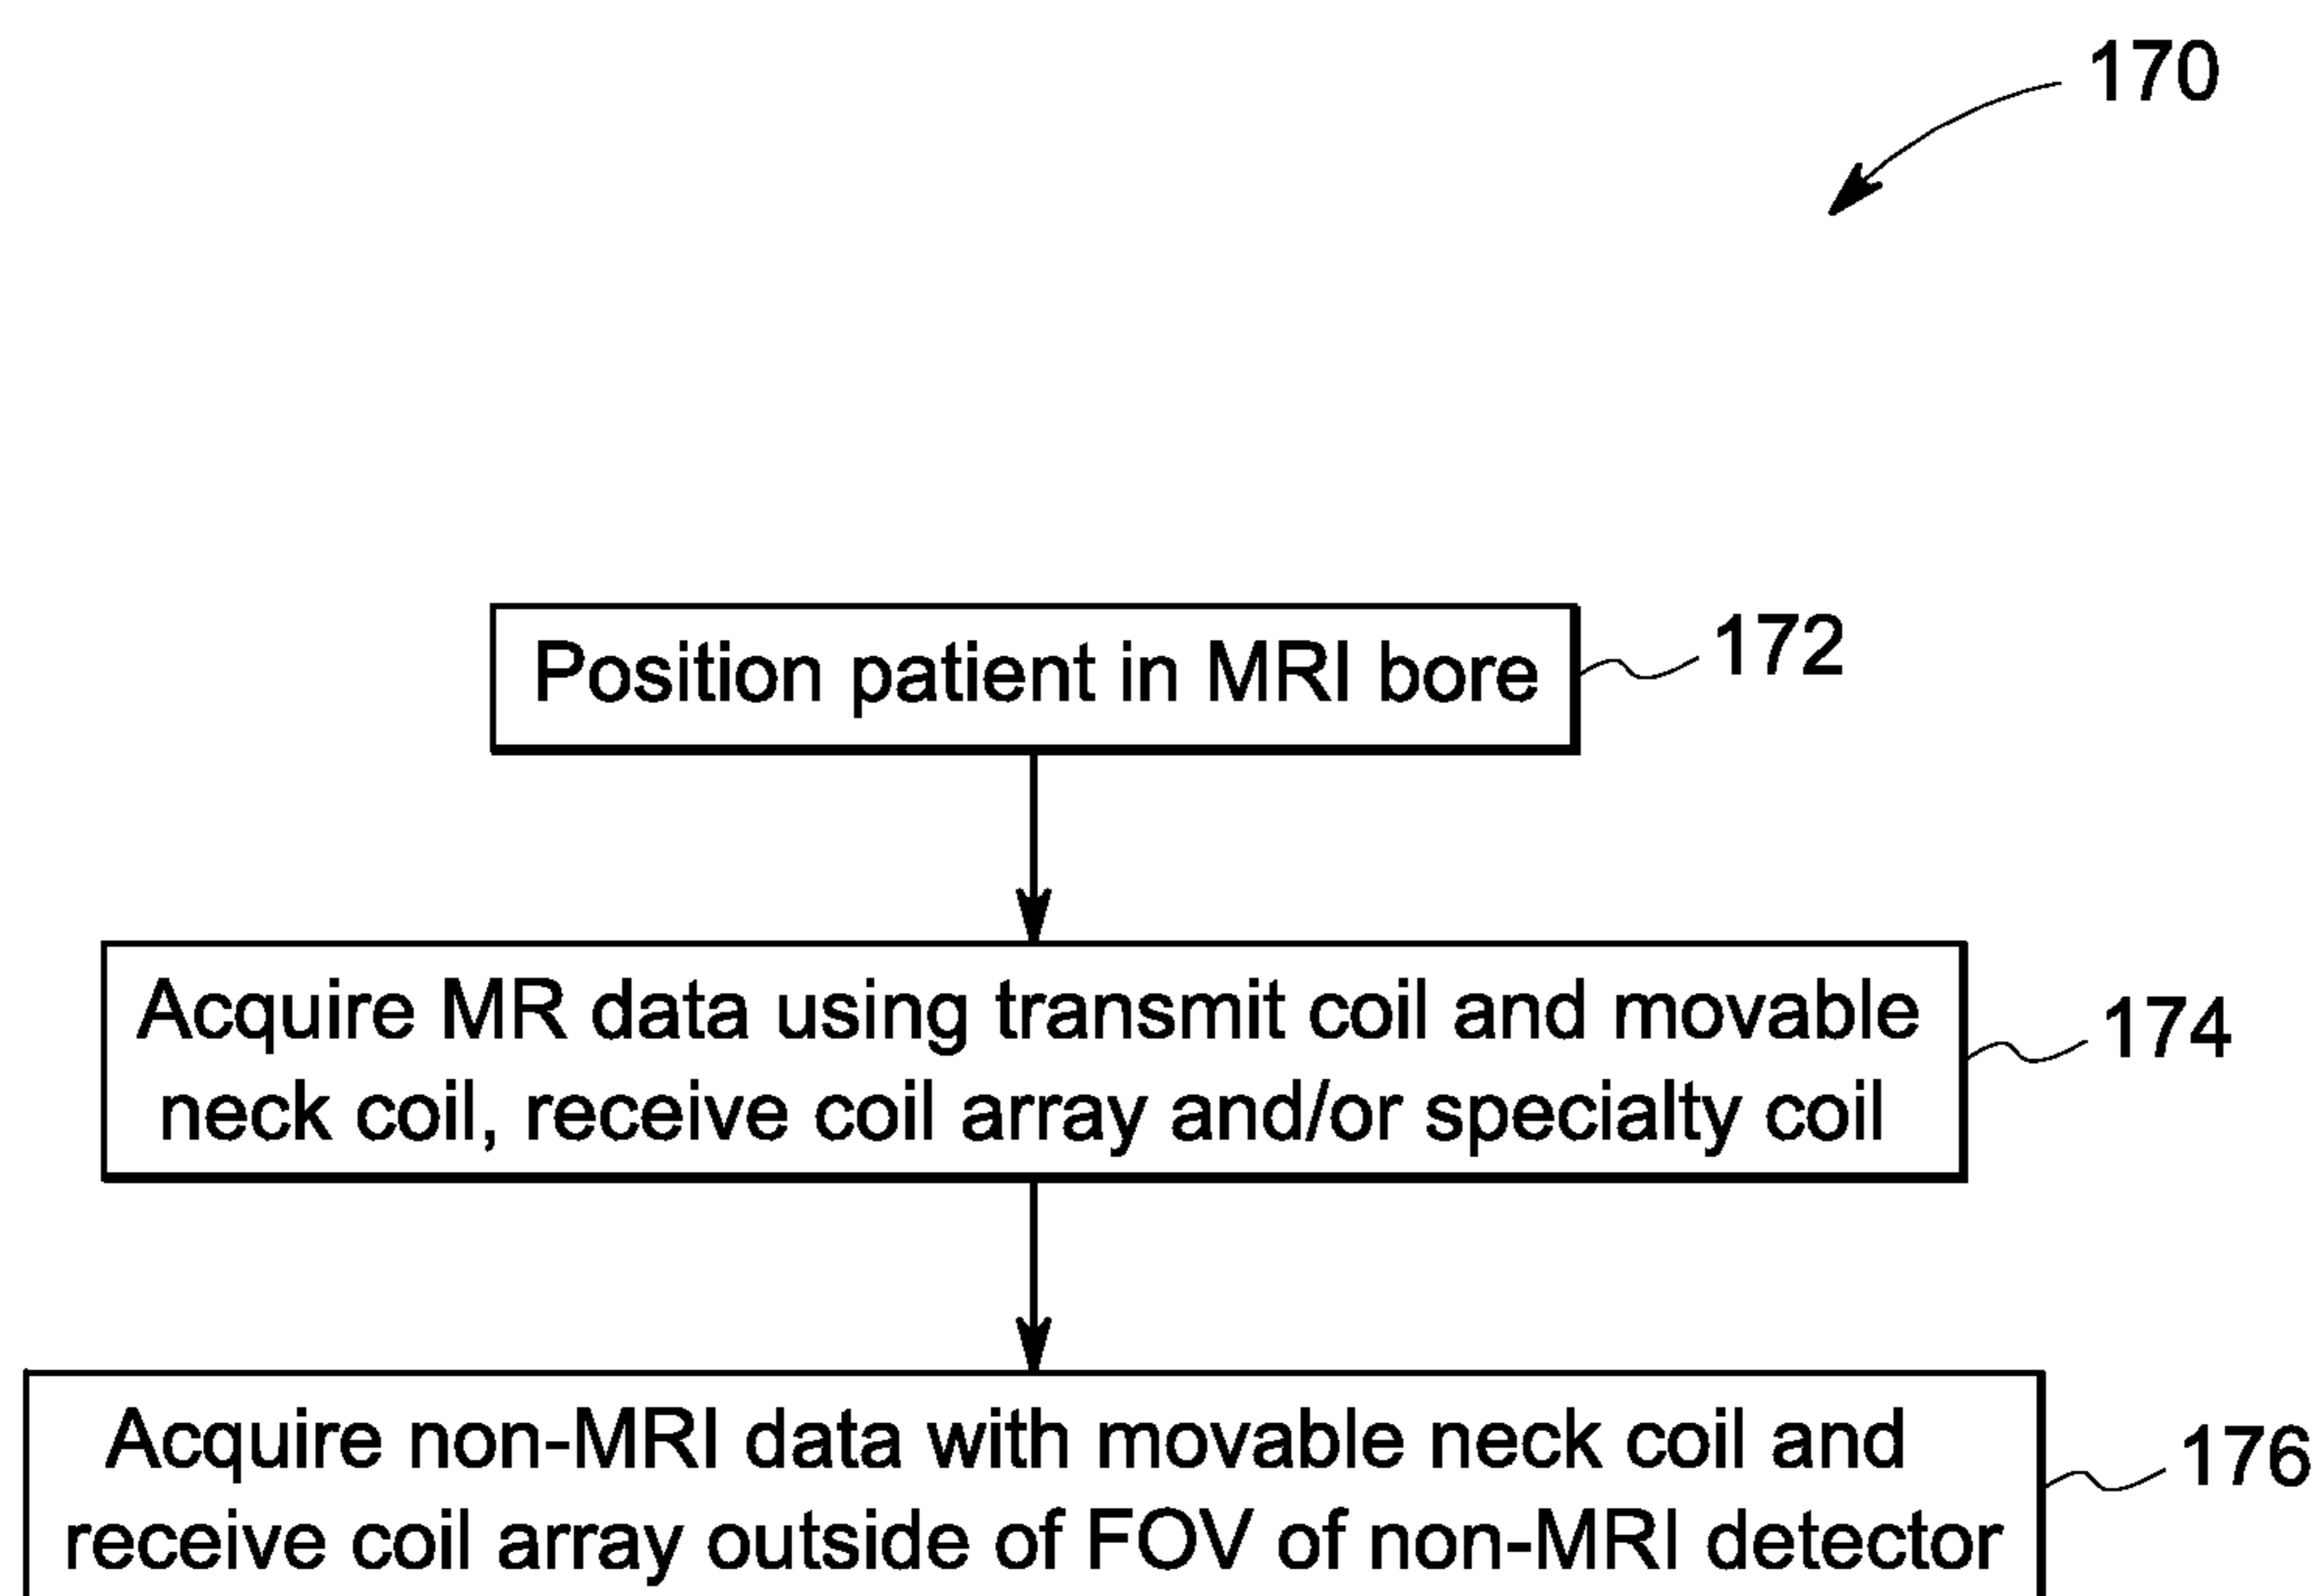 170
Position patient in MRI bore
172
Acquire MR data using transmit coil and movable
neck coil, receive coil array and/or specialty coil
174
Acquire non-MRI data with movable neck coil and
receive coil array outside of FOV of non-MRI detector
176